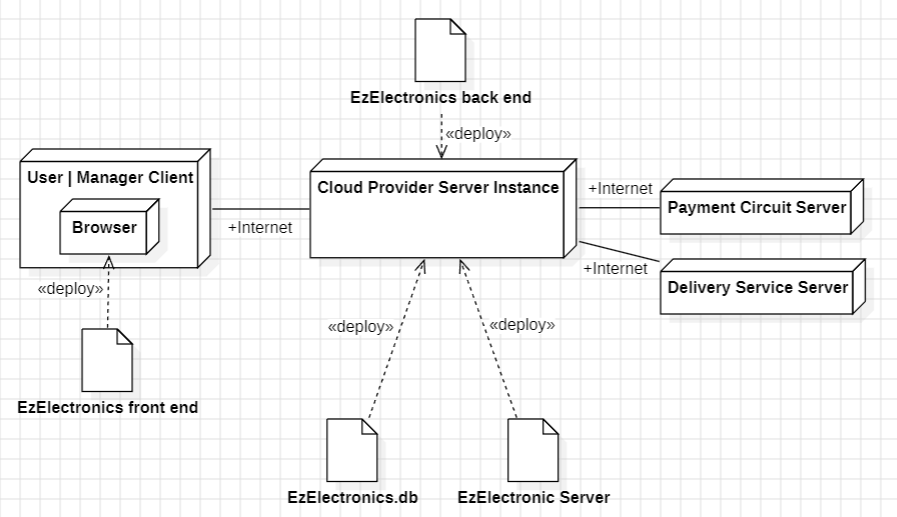 EzElectronics back end
«deploy»
User | Manager Client
Browser
Cloud Provider Server Instance
+Internet
Payment Circuit Server
+Internet
+Internet
Delivery Service Server
«deploy»
EzElectronics front end
«deploy»
«deploy»
EzElectronics.db
EzElectronic Server